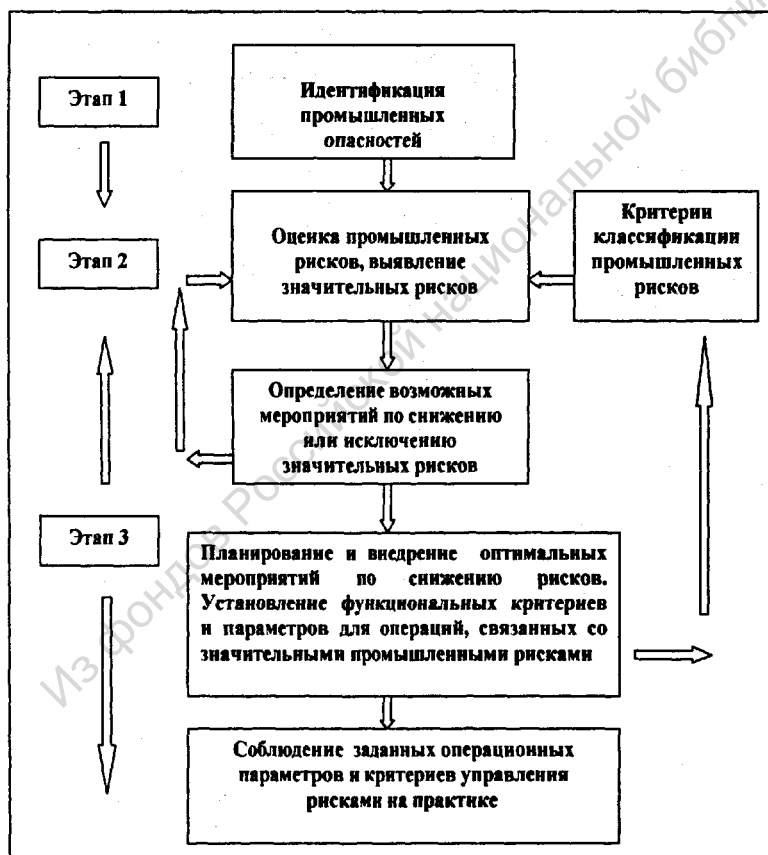 Этап 1
Идентификация
промышленных
опасностей
Этап 2
Оценка промышленных
рисков, выявление
значительных рисков
Критерии
классификации
промышленных
рисков
Определение возможных
мероприятий по снижению
или исключению
значительных рисков
Этап 3
Планирование и внедрение оптимальных
мероприятий по снижению рисков.
Установление функциональных критериев
и параметров для операций, связанных со
значительными промышленными рисками
Соблюдение заданных операционных
параметров и критериев управления
рисками на практике
Из фондов Российской национальной